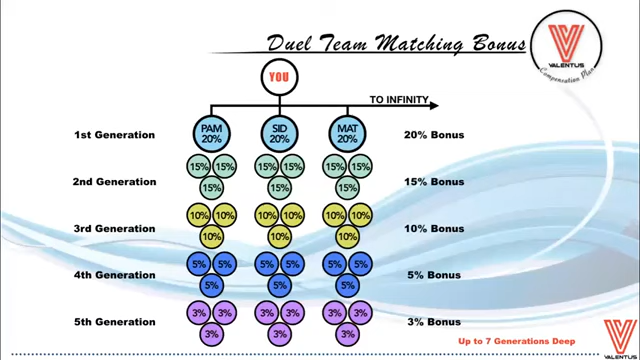 Duel Team Matching Bonus
VALENTUS
Compensation Plan
YOU
TO INFINITY
1st Generation PAM 20% SID 20% MAT 20% 20% Bonus
15% 15% 15% 15% 15% 15%
2nd Generation 15% 15% 15% 15% Bonus
10% 10% 10% 10% 10% 10%
3rd Generation 10% 10% 10% 10% Bonus
5% 5% 5% 5% 5% 5%
4th Generation 5% 5% 5% 5% Bonus
3% 3% 3% 3% 3% 3%
5th Generation 3% 3% 3% 3% Bonus
Up to 7 Generations Deep
VALENTUS